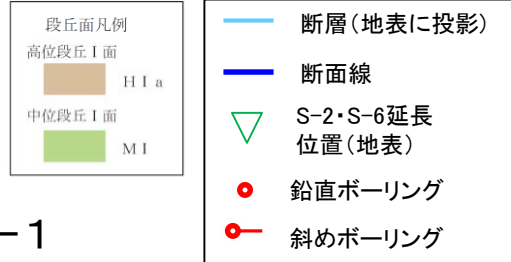 段丘面凡例
高位段丘Ⅰ面
HⅠa
中位段丘Ⅰ面
MⅠ
－1
断層（地表に投影）
断面線
S-2・S-6延長
位置（地表）
鉛直ボーリング
斜めボーリング